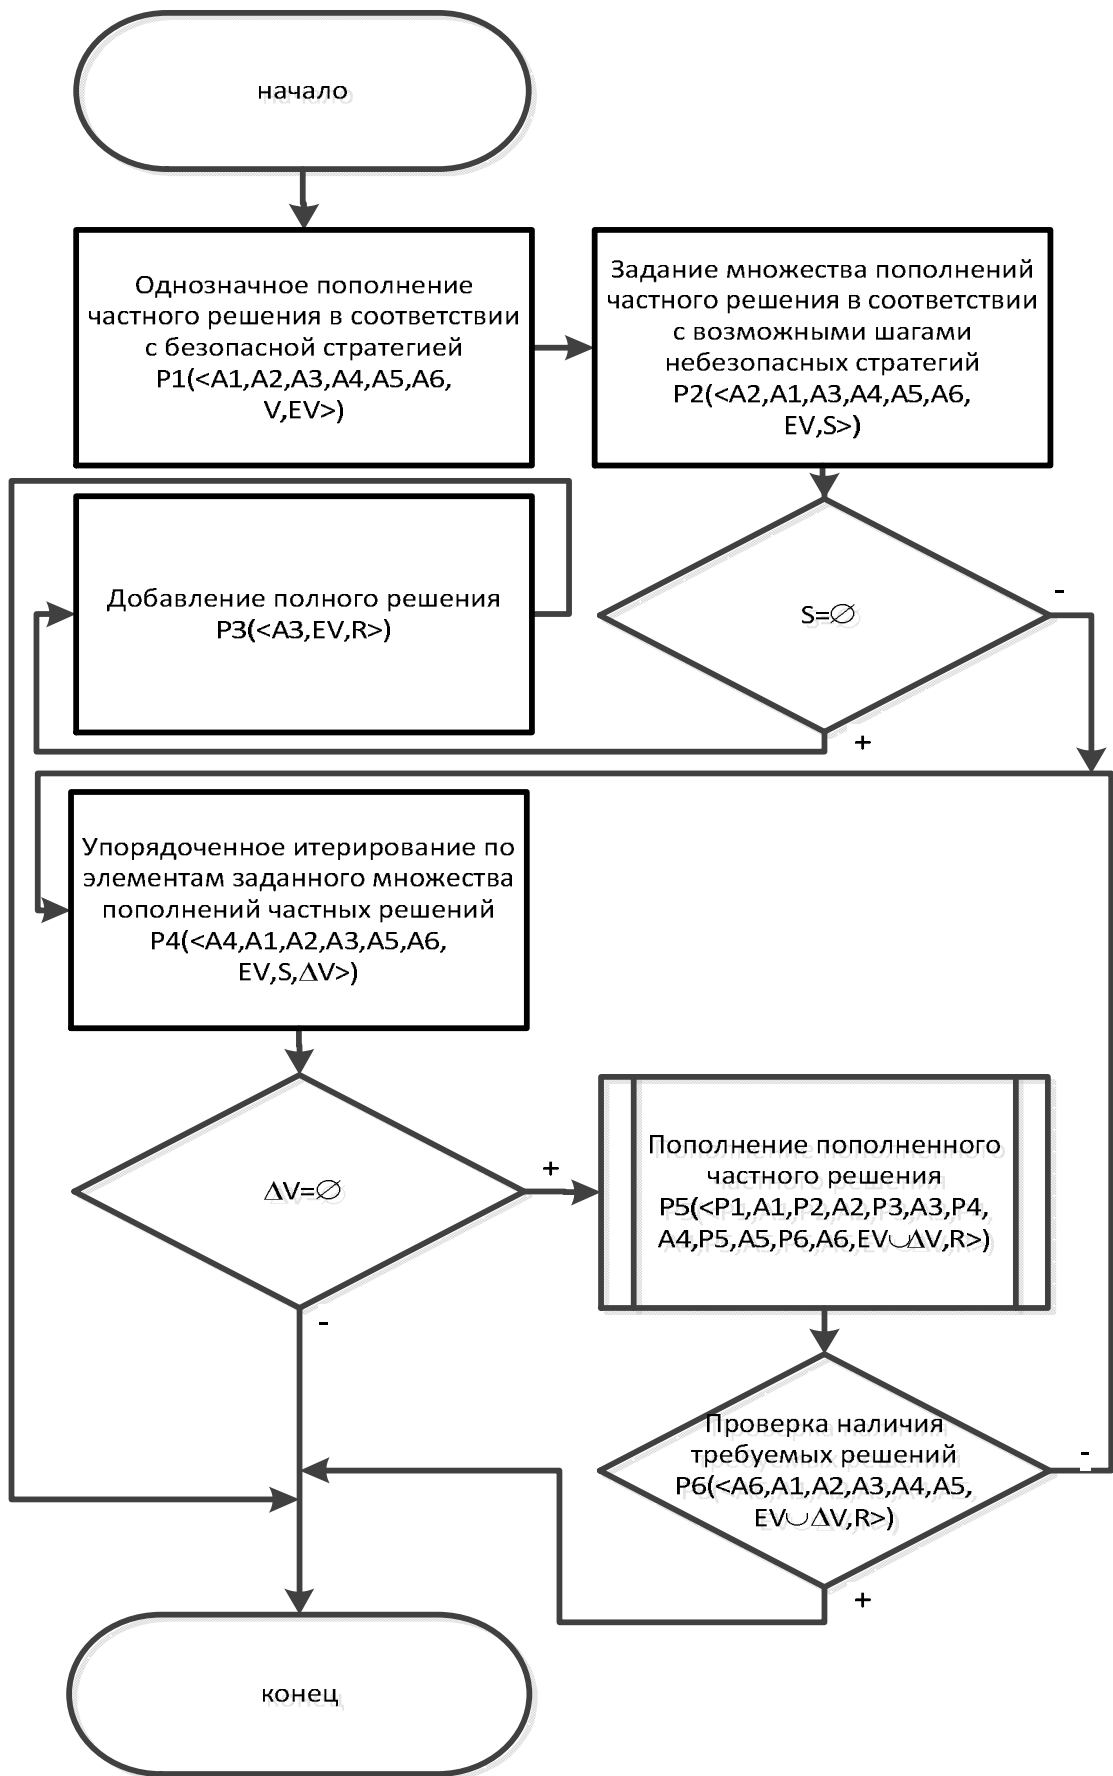 начало
Однозначное пополнение
частного решения в соответствии
с безопасной стратегией
P1(<A1,A2,A3,A4,A5,A6,
V,EV>)
Задание множества пополнений
частного решения в соответствии
с возможными шагами
небезопасных стратегий
P2(<A2,A1,A3,A4,A5,A6,
EV,S>)
Добавление полного решения
P3(<A3,EV,R>)
S=∅
-
+
Упорядоченное итерирование по
элементам заданного множества
пополнений частных решений
P4(<A4,A1,A2,A3,A5,A6,
EV,S,ΔV>)
ΔV=∅
+
-
Пополнение пополненного
частного решения
P5(<P1,A1,P2,A2,P3,A3,P4,
A4,P5,A5,P6,A6,EV∪ΔV,R>)
Проверка наличия
требуемых решений
P6(<A6,A1,A2,A3,A4,A5,
EV∪ΔV,R>)
-
+
конец